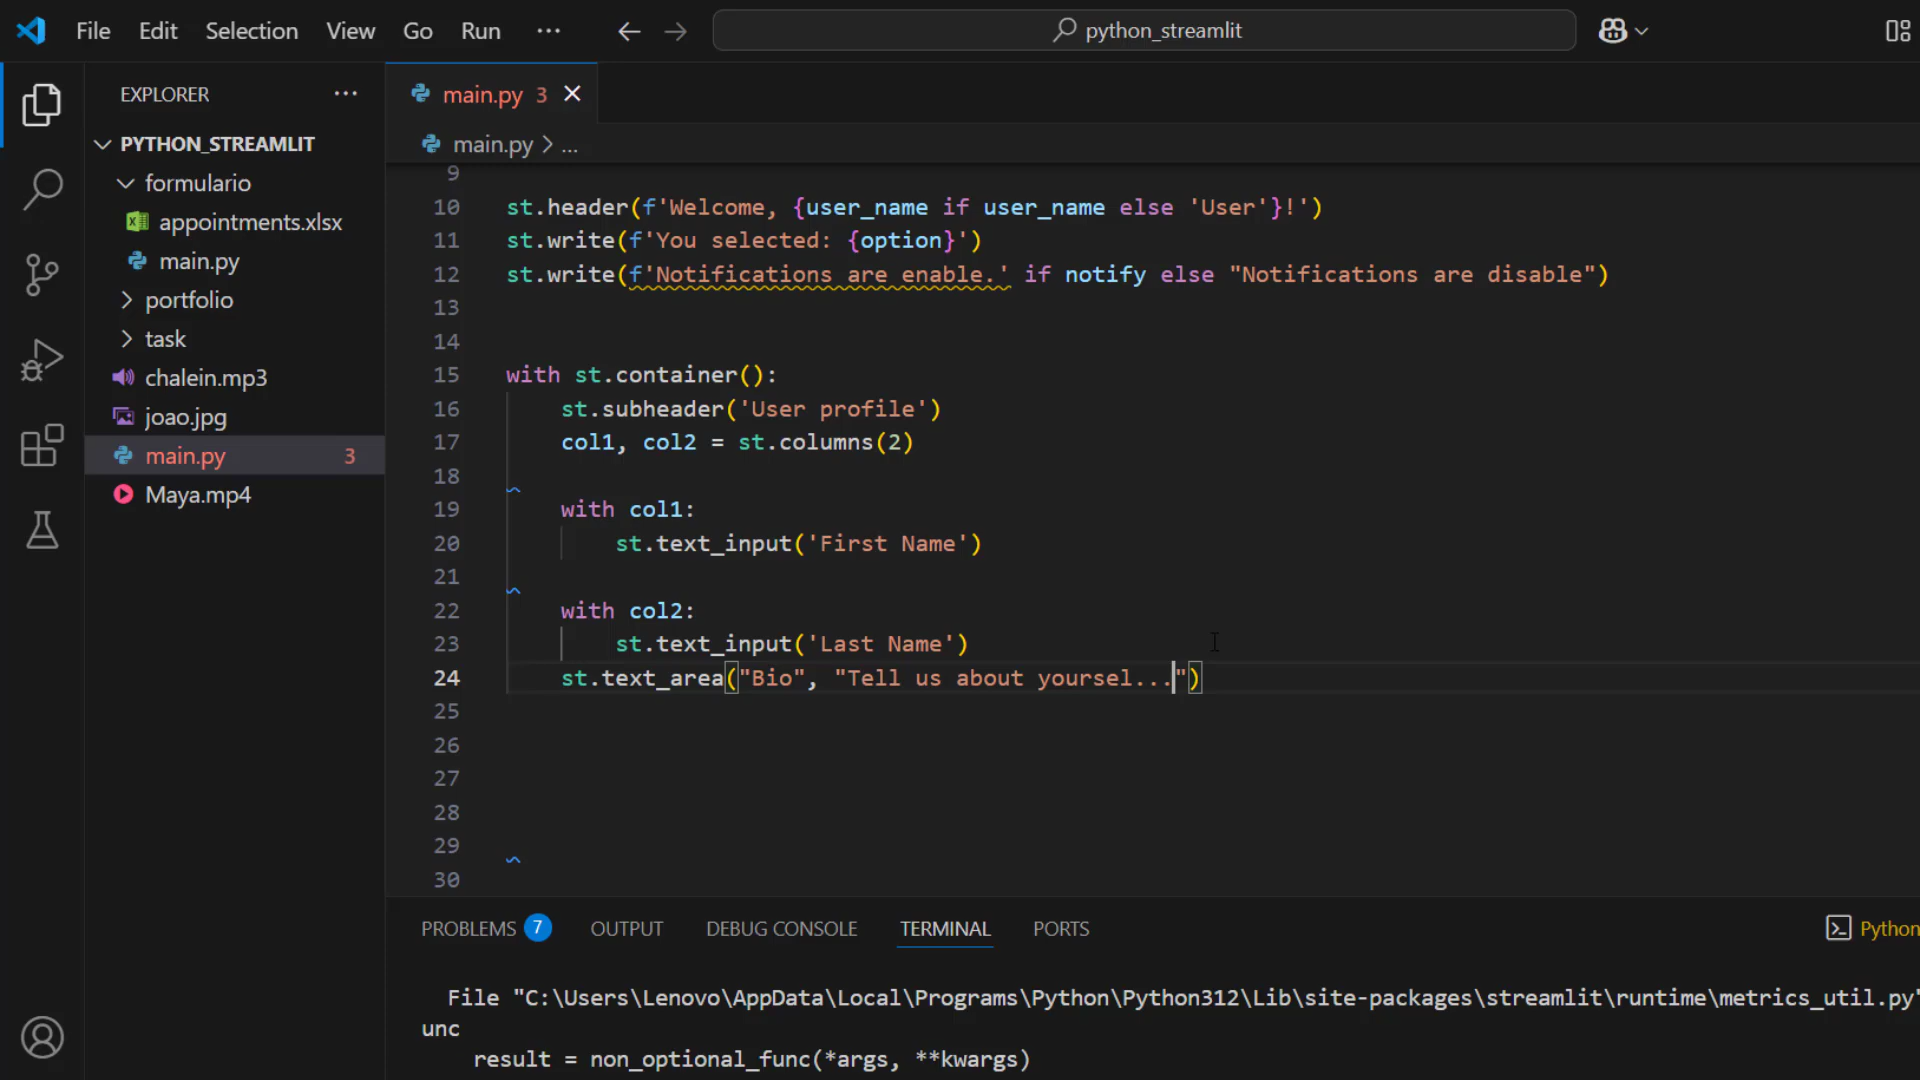 File Edit Selection View Go Run ... python_streamlit
EXPLORER ...
PYTHON_STREAMLIT
formulario
appointments.xlsx
main.py
portfolio
task
chalein.mp3
joao.jpg
main.py 3
Maya.mp4
main.py 3
main.py > ...
9
10 st.header(f'Welcome, {user_name if user_name else 'User'}!')
11 st.write(f'You selected: {option}')
12 st.write(f'Notifications are enable.' if notify else "Notifications are disable")
13
14
15 with st.container():
16 st.subheader('User profile')
17 col1, col2 = st.columns(2)
18
19 with col1:
20 st.text_input('First Name')
21
22 with col2:
23 st.text_input('Last Name')
24 st.text_area("Bio", "Tell us about yoursel...")
25
26
27
28
29
30
PROBLEMS 7 OUTPUT DEBUG CONSOLE TERMINAL PORTS Python
File "C:\Users\Lenovo\AppData\Local\Programs\Python\Python312\Lib\site-packages\streamlit\runtime\metrics_util.py"
unc
result = non_optional_func(*args, **kwargs)